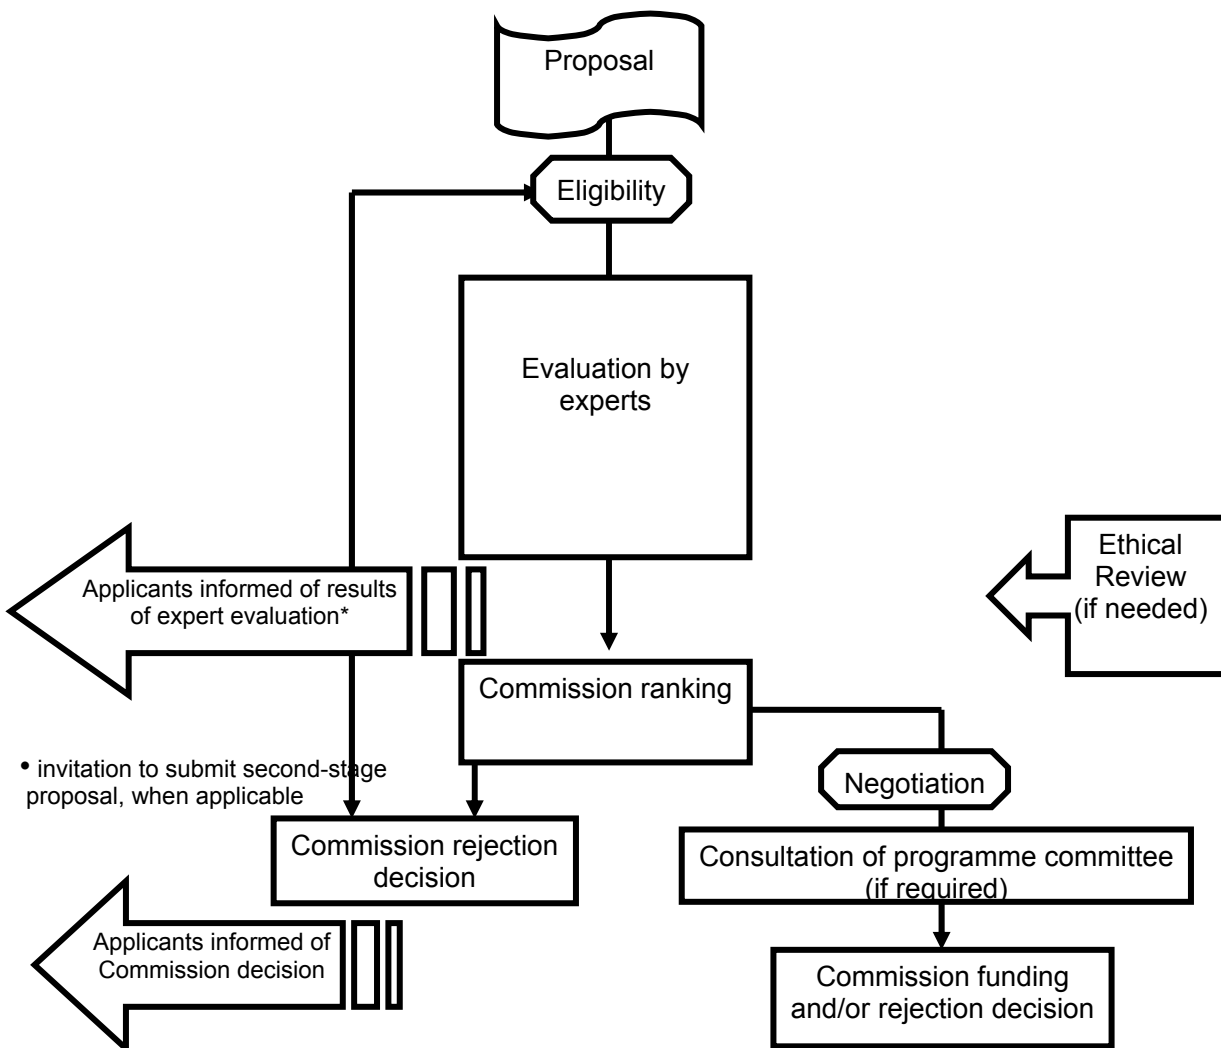 Proposal
Eligibility
Evaluation by
experts
Ethical
Review
(if needed)
Applicants informed of results
of expert evaluation*
Commission ranking
• invitation to submit second-stage
proposal, when applicable
Negotiation
Commission rejection
decision
Consultation of programme committee
(if required)
Applicants informed of
Commission decision
Commission funding
and/or rejection decision